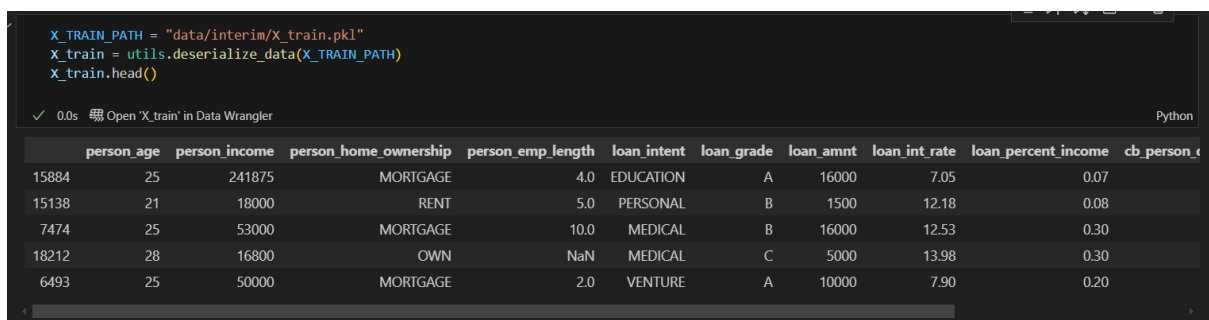 X_TRAIN_PATH = "data/interim/X_train.pkl"
X_train = utils.deserialize_data(X_TRAIN_PATH)
X_train.head()
0.0s Open 'X_train' in Data Wrangler Python
person_age person_income person_home_ownership person_emp_length loan_intent loan_grade loan_amnt loan_int_rate loan_percent_income cb_person_
15884 25 241875 MORTGAGE 4.0 EDUCATION A 16000 7.05 0.07
15138 21 18000 RENT 5.0 PERSONAL B 1500 12.18 0.08
7474 25 53000 MORTGAGE 10.0 MEDICAL B 16000 12.53 0.30
18212 28 16800 OWN NaN MEDICAL C 5000 13.98 0.30
6493 25 50000 MORTGAGE 2.0 VENTURE A 10000 7.90 0.20